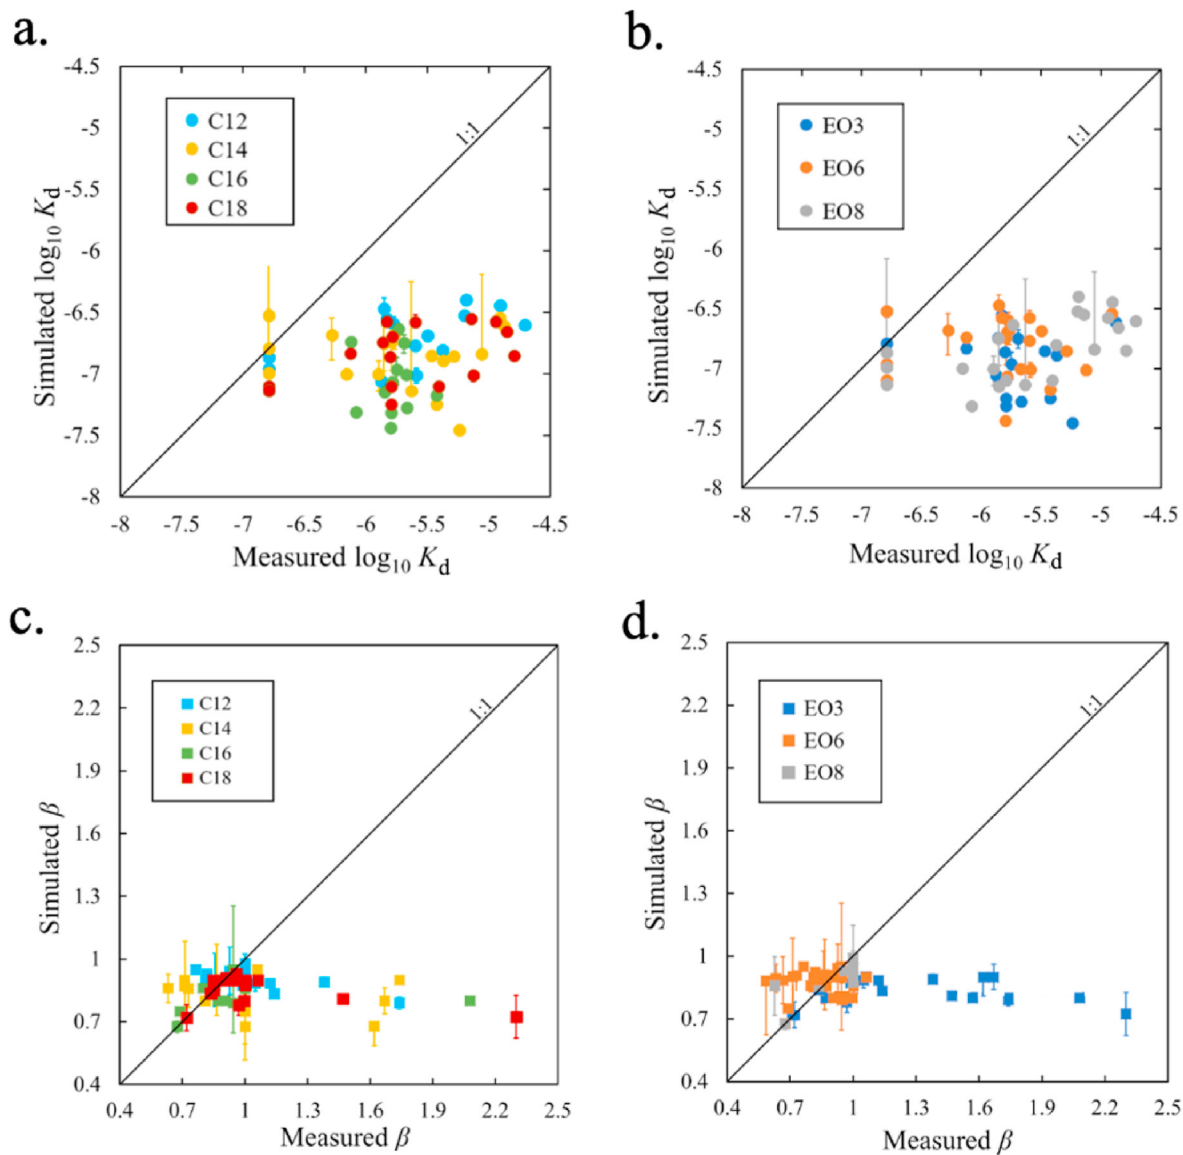 a.
-4.5
-5
-5.5
-6
-6.5
-7
-7.5
-8
Simulated log10 Kd
C12
C14
C16
C18
1:1
-8 -7.5 -7 -6.5 -6 -5.5 -5 -4.5
Measured log10 Kd
b.
-4.5
-5
-5.5
-6
-6.5
-7
-7.5
-8
Simulated log10 Kd
EO3
EO6
EO8
1:1
-8 -7.5 -7 -6.5 -6 -5.5 -5 -4.5
Measured log10 Kd
c.
2.5
2.2
1.9
1.6
1.3
1
0.7
0.4
Simulated β
C12
C14
C16
C18
1:1
0.4 0.7 1 1.3 1.6 1.9 2.2 2.5
Measured β
d.
2.5
2.2
1.9
1.6
1.3
1
0.7
0.4
Simulated β
EO3
EO6
EO8
1:1
0.4 0.7 1 1.3 1.6 1.9 2.2 2.5
Measured β